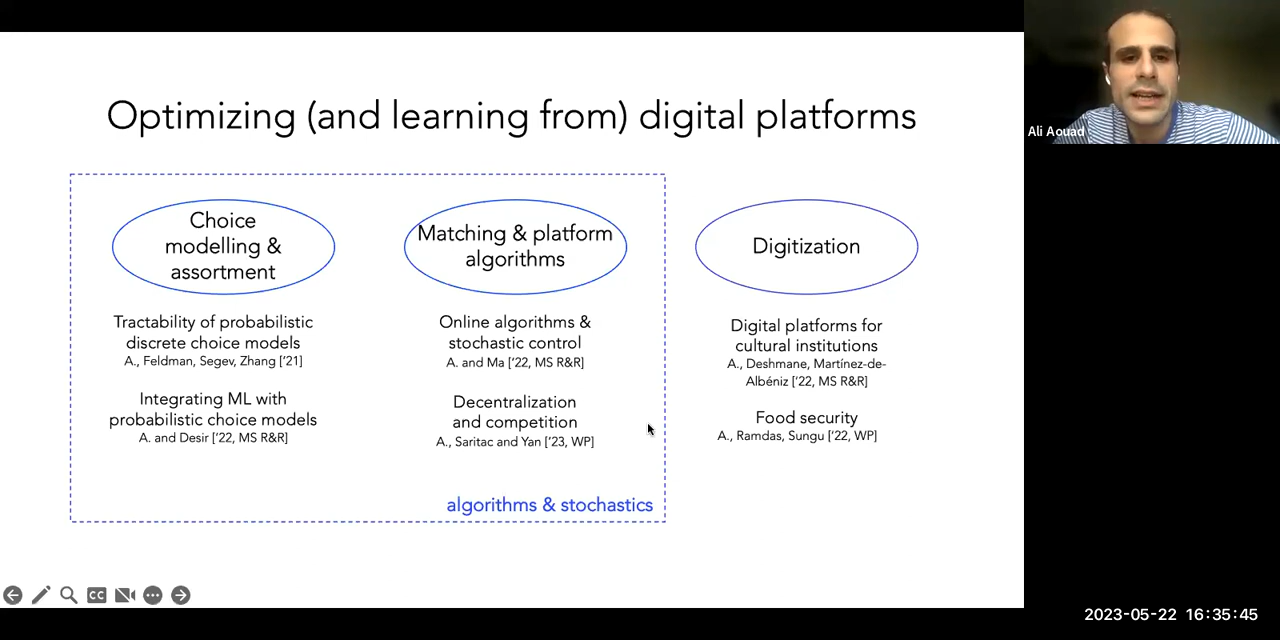 Optimizing (and learning from) digital platforms
Choice
modelling &
assortment
Tractability of probabilistic
discrete choice models
A., Feldman, Segev, Zhang ['21]
Integrating ML with
probabilistic choice models
A. and Desir ['22, MS R&R]
Matching & platform
algorithms
Online algorithms &
stochastic control
A. and Ma ['22, MS R&R]
Decentralization
and competition
A., Saritac and Yan ['23, WP]
algorithms & stochastics
Digitization
Digital platforms for
cultural institutions
A., Deshmane, Martínez-de-
Albéniz ['22, MS R&R]
Food security
A., Ramdas, Sungu ['22, WP]
CC
Ali Aouad
2023-05-22 16:35:45